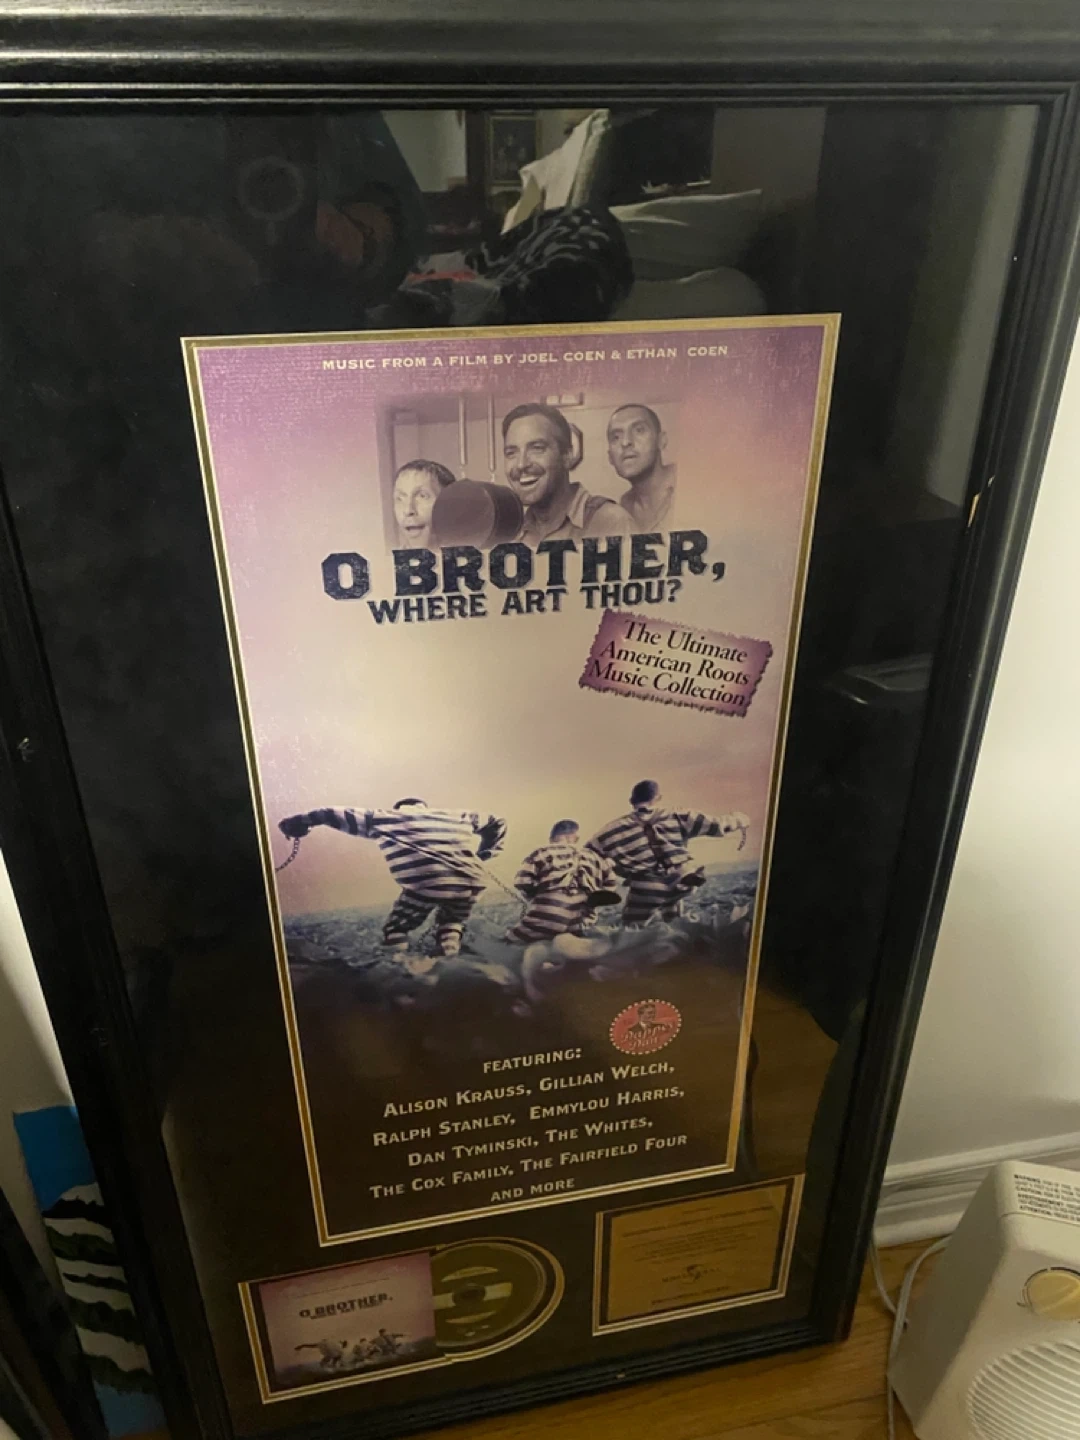 MUSIC FROM A FILM BY JOEL COEN & ETHAN COEN
O BROTHER,
WHERE ART THOU?
The Ultimate
American Roots
Music Collection
FEATURING:
ALISON KRAUSS, GILLIAN WELCH,
RALPH STANLEY, EMMYLOU HARRIS,
DAN TYMINSKI, THE WHITES,
THE COX FAMILY, THE FAIRFIELD FOUR
AND MORE
O BROTHER,